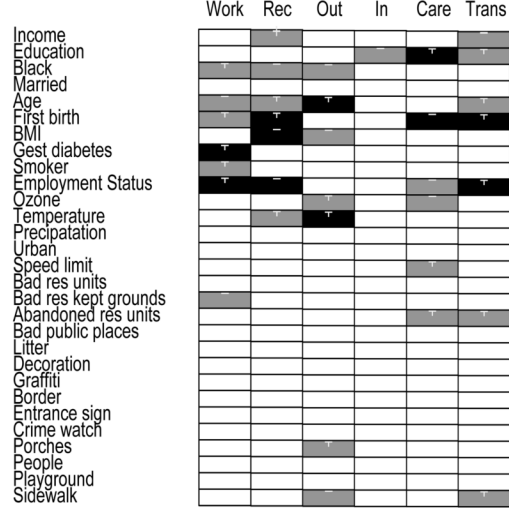 Work Rec Out In Care Trans
Income + −
Education − + +
Black + − −
Married
Age − + + +
First birth + + − +
BMI − −
Gest diabetes +
Smoker +
Employment Status + − − +
Ozone + −
Temperature + +
Precipatation
Urban
Speed limit +
Bad res units
Bad res kept grounds −
Abandoned res units + +
Bad public places
Litter
Decoration
Graffiti
Border
Entrance sign
Crime watch
Porches +
People
Playground
Sidewalk − +